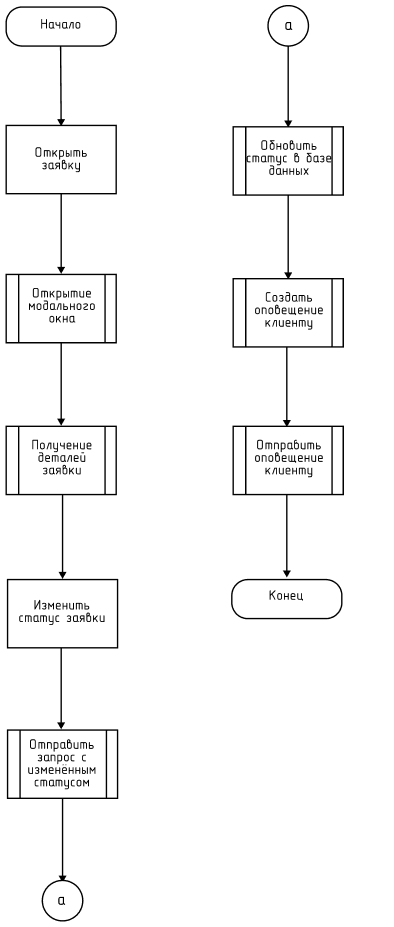 Начало
Открыть
заявку
Открытие
модального
окна
Получение
деталей
заявки
Изменить
статус заявки
Отправить
запрос с
изменённым
статусом
а
а
Обновить
статус в базе
данных
Создать
оповещение
клиенту
Отправить
оповещение
клиенту
Конец